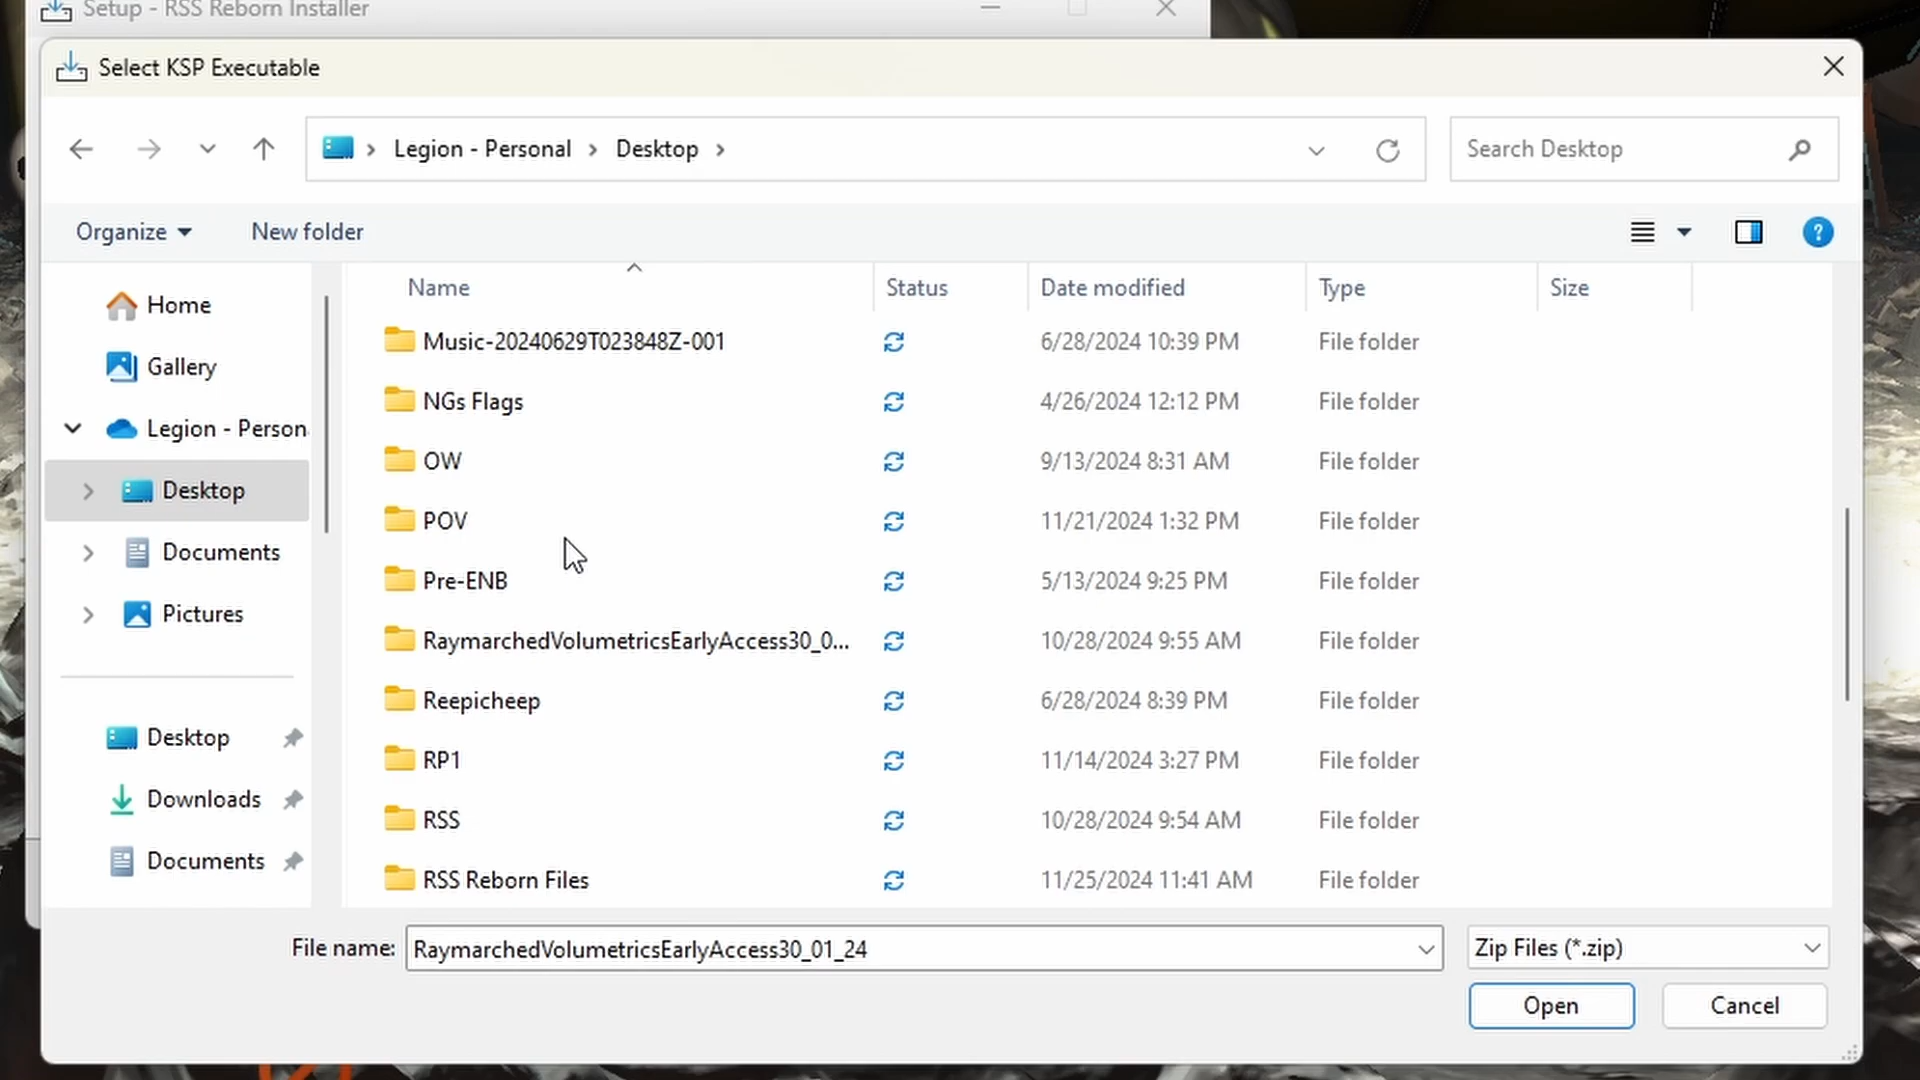 Setup - RSS Reborn Installer
Select KSP Executable
Legion - Personal > Desktop >
Search Desktop
Organize
New folder
?
Name Status Date modified Type Size
Home
Gallery
Legion - Person
Desktop
Documents
Pictures
Desktop
Downloads
Documents
Music-20240629T023848Z-001 6/28/2024 10:39 PM File folder
NGs Flags 4/26/2024 12:12 PM File folder
OW 9/13/2024 8:31 AM File folder
POV 11/21/2024 1:32 PM File folder
Pre-ENB 5/13/2024 9:25 PM File folder
RaymarchedVolumetricsEarlyAccess30_0... 10/28/2024 9:55 AM File folder
Reepicheep 6/28/2024 8:39 PM File folder
RP1 11/14/2024 3:27 PM File folder
RSS 10/28/2024 9:54 AM File folder
RSS Reborn Files 11/25/2024 11:41 AM File folder
File name: RaymarchedVolumetricsEarlyAccess30_01_24 Zip Files (*.zip)
Open Cancel